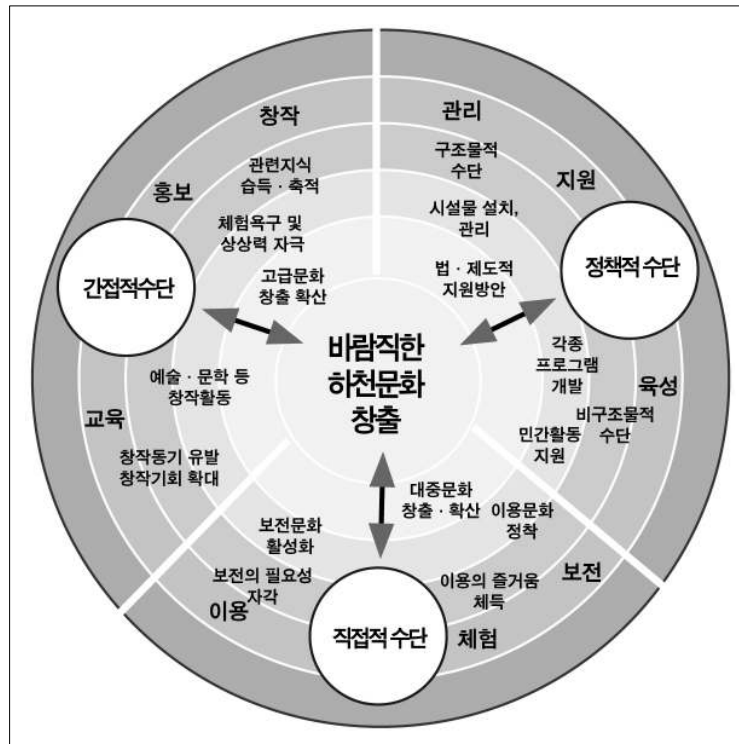 창작
관리
관련지식
습득 · 축적
구조물적
수단
홍보
지원
체험욕구 및
상상력 자극
시설물 설치,
관리
간접적수단
고급문화
창출 확산
법 · 제도적
지원방안
정책적 수단
바람직한
하천문화
창출
각종
프로그램
개발
예술 · 문학 등
창작활동
육성
교육
비구조물적
수단
민간활동
지원
창작동기 유발
창작기회 확대
대중문화
창출 · 확산
이용문화
정착
보전문화
활성화
보전의 필요성
자각
이용
이용의 즐거움
체득
보전
직접적 수단
체험